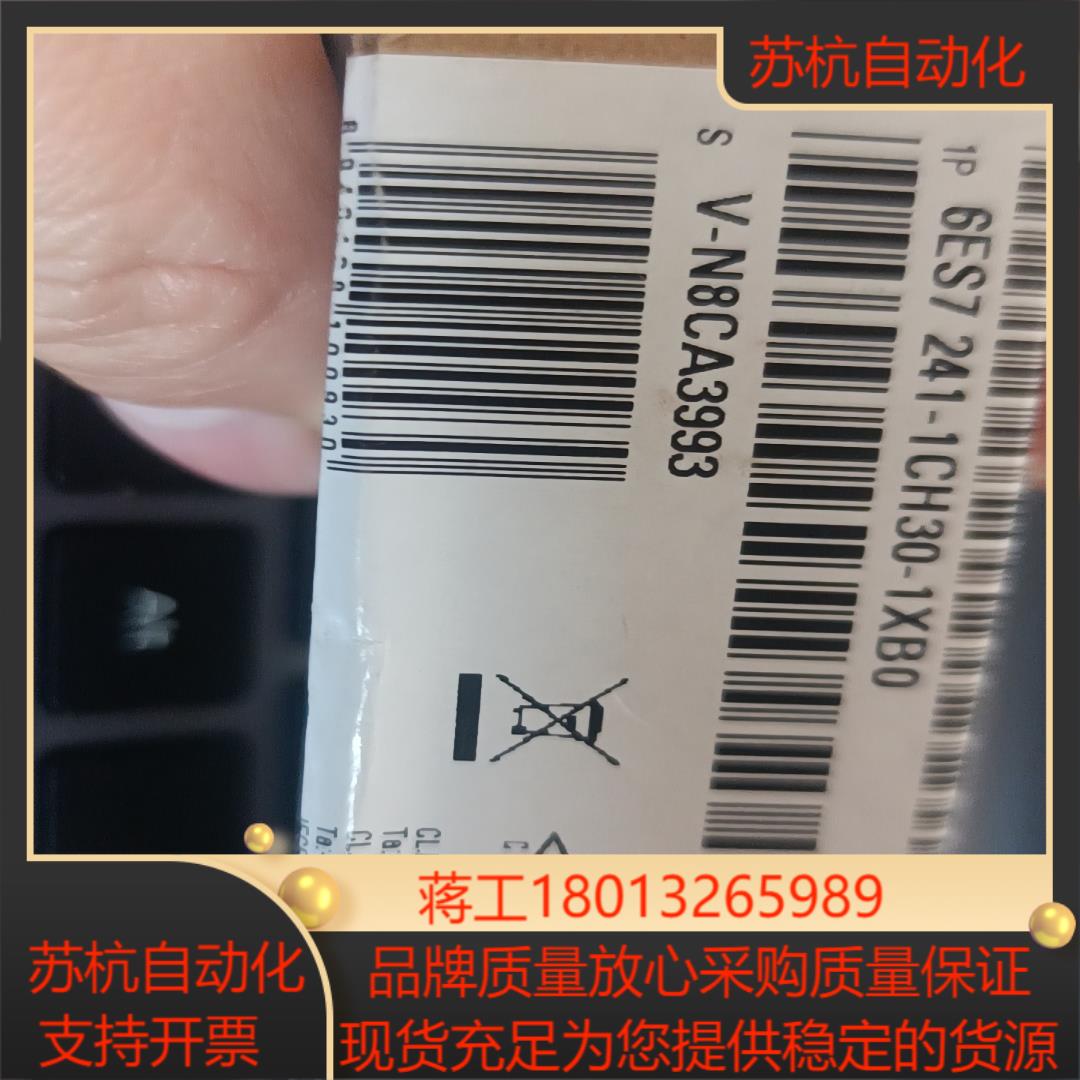 苏杭自动化
1P 6ES7 241-1CH30-1XB0
S V-N8CA3993
蒋工18013265989
苏杭自动化
支持开票
品牌质量放心采购质量保证
现货充足为您提供稳定的货源